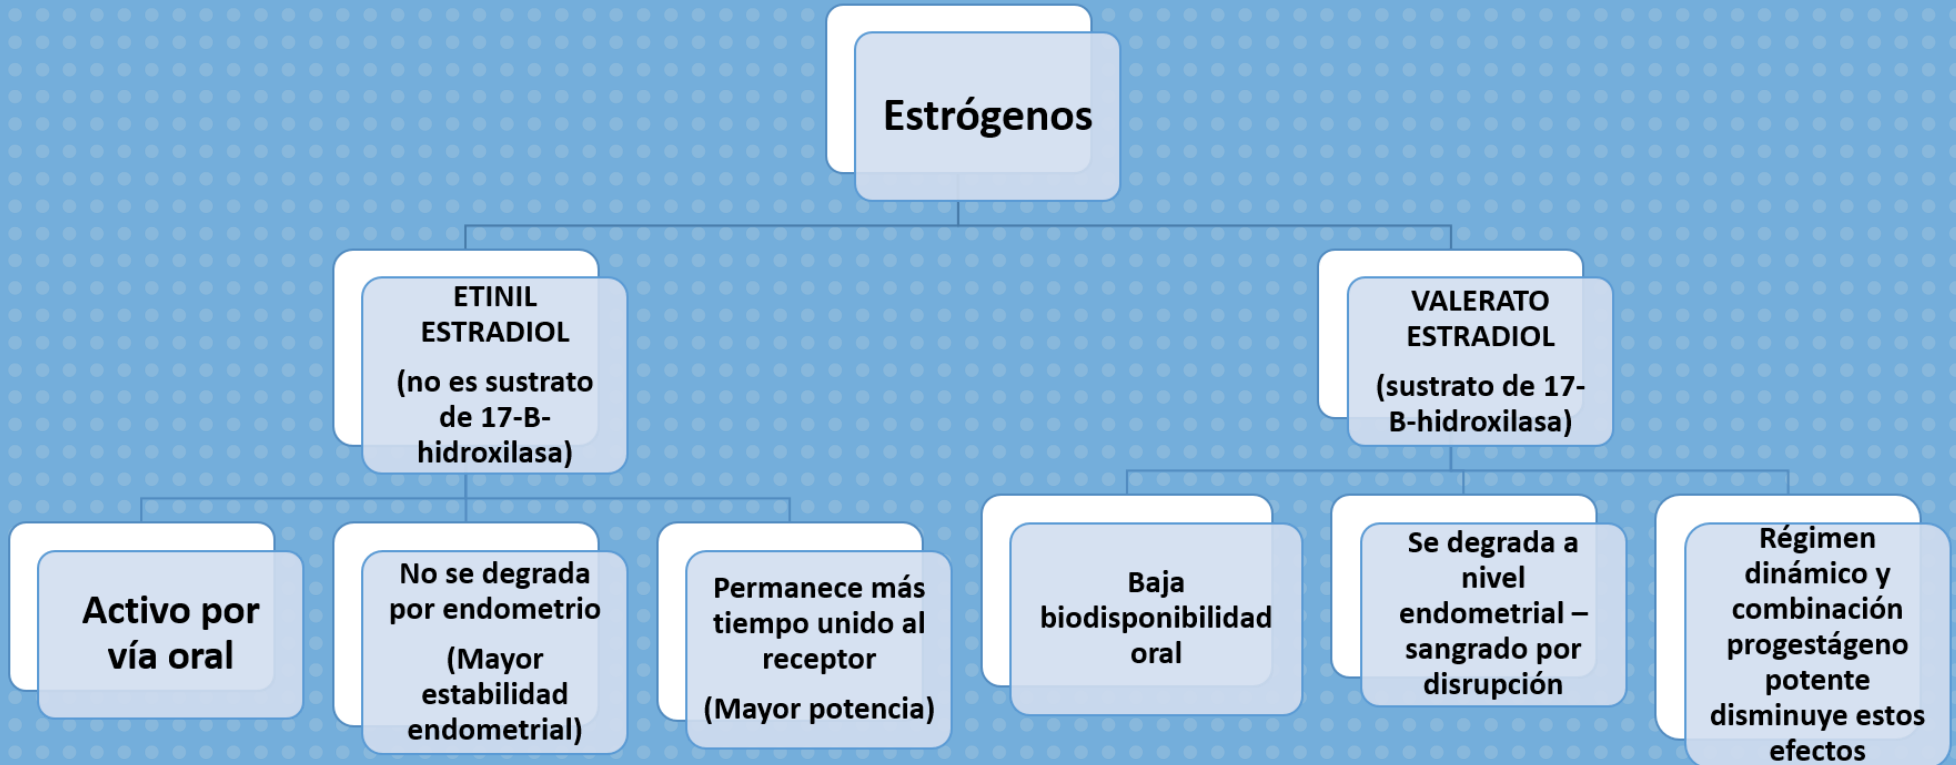 Estrógenos
ETINIL
ESTRADIOL
(no es sustrato
de 17-B-
hidroxilasa)
VALERATO
ESTRADIOL
(sustrato de 17-
B-hidroxilasa)
Activo por
vía oral
No se degrada
por endometrio
(Mayor
estabilidad
endometrial)
Permanece más
tiempo unido al
receptor
(Mayor potencia)
Baja
biodisponibilidad
oral
Se degrada a
nivel
endometrial –
sangrado por
disrupción
Régimen
dinámico y
combinación
progestágeno
potente
disminuye estos
efectos